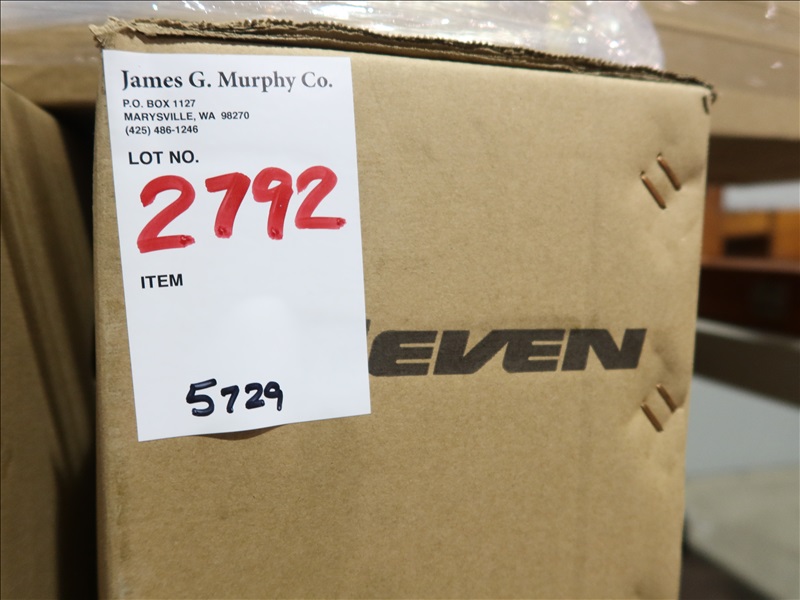 James G. Murphy Co.
P.O. BOX 1127
MARYSVILLE, WA 98270
(425) 486-1246
LOT NO.
2792
ITEM
5729
EVEN